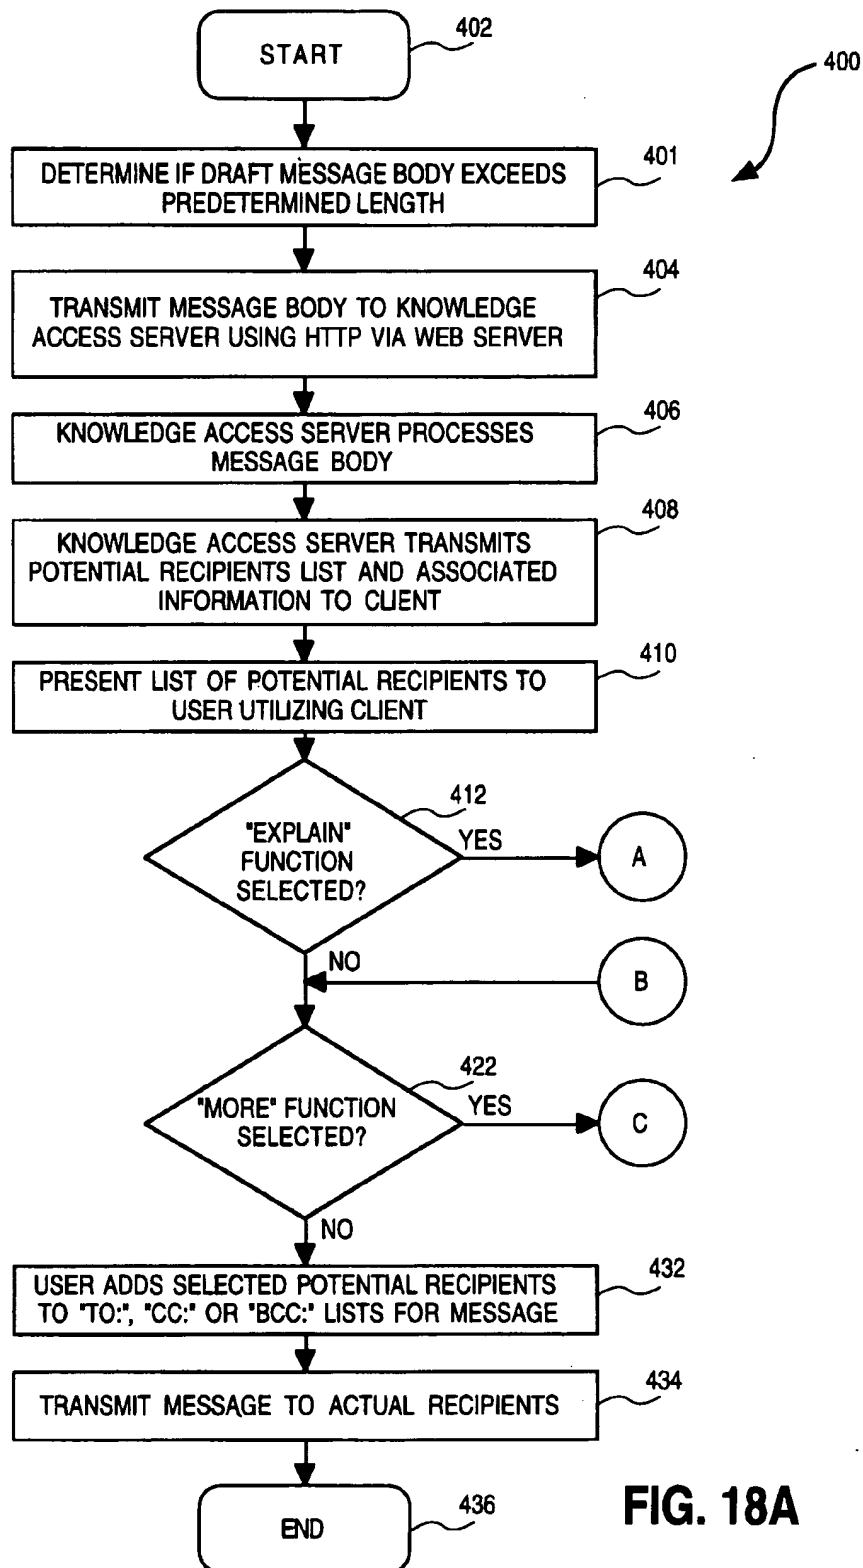 START
402
400
401
DETERMINE IF DRAFT MESSAGE BODY EXCEEDS
PREDETERMINED LENGTH
404
TRANSMIT MESSAGE BODY TO KNOWLEDGE
ACCESS SERVER USING HTTP VIA WEB SERVER
406
KNOWLEDGE ACCESS SERVER PROCESSES
MESSAGE BODY
408
KNOWLEDGE ACCESS SERVER TRANSMITS
POTENTIAL RECIPIENTS LIST AND ASSOCIATED
INFORMATION TO CLIENT
410
PRESENT LIST OF POTENTIAL RECIPIENTS TO
USER UTILIZING CLIENT
412
"EXPLAIN"
FUNCTION
SELECTED?
YES
A
NO
B
422
"MORE" FUNCTION
SELECTED?
YES
C
NO
432
USER ADDS SELECTED POTENTIAL RECIPIENTS
TO "TO:", "CC:" OR "BCC:" LISTS FOR MESSAGE
434
TRANSMIT MESSAGE TO ACTUAL RECIPIENTS
END
436
FIG. 18A